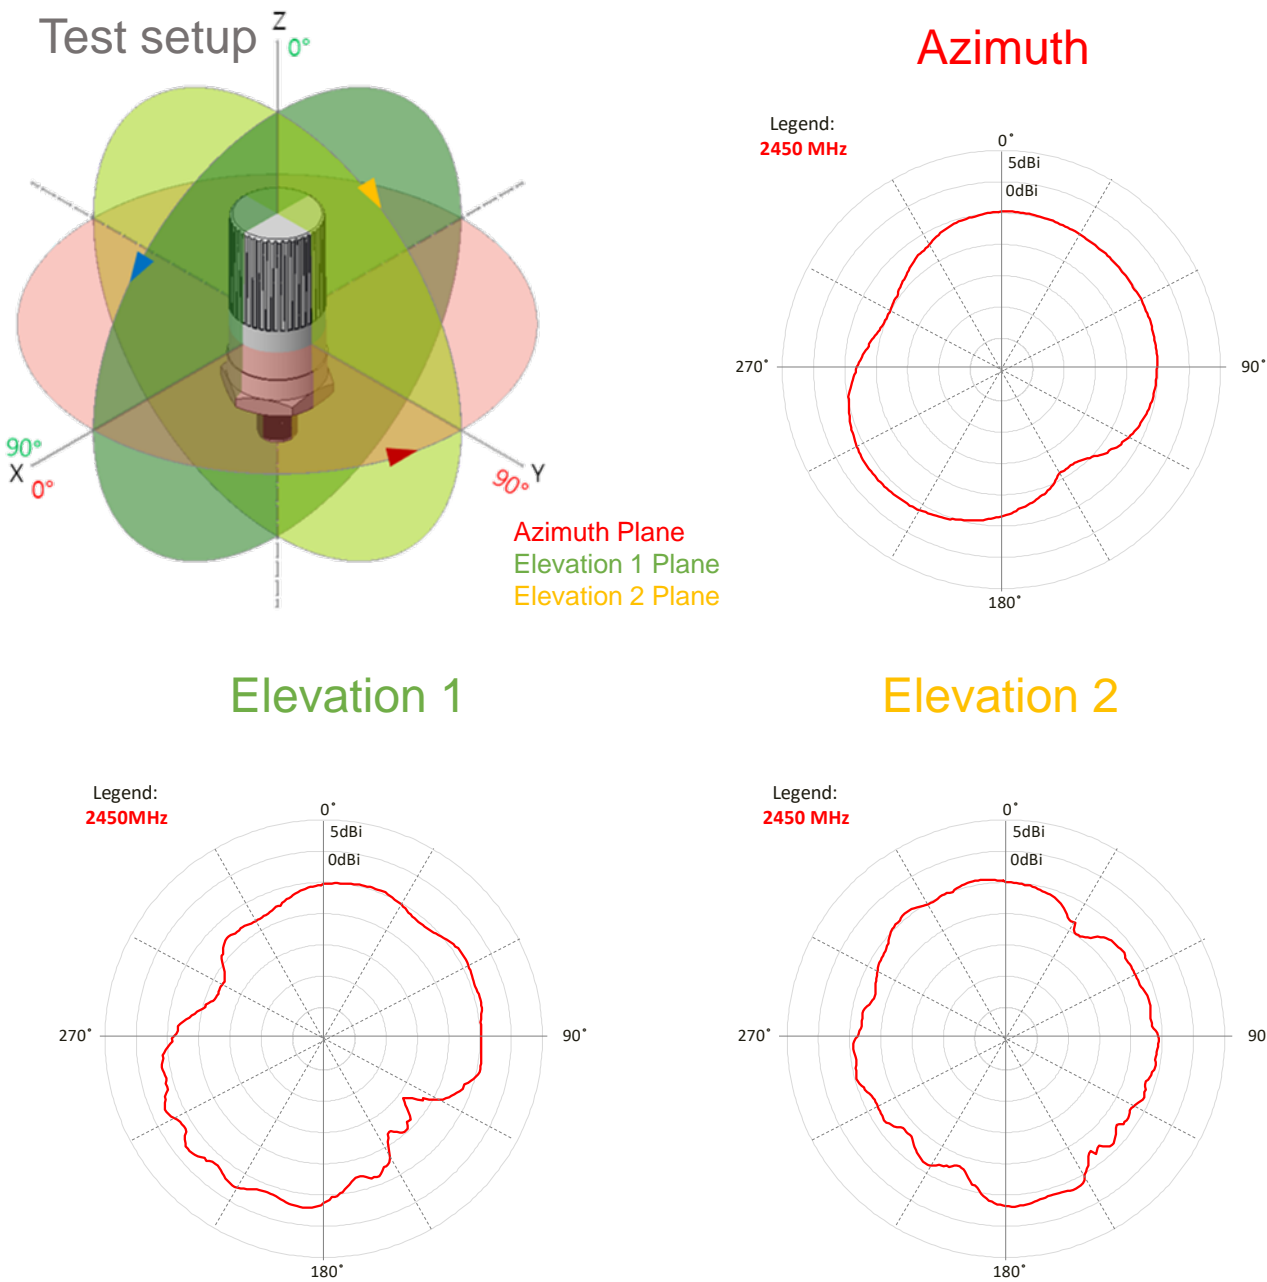 Test setup
Z
0°
90°
X
0°
90°
Y
Azimuth Plane
Elevation 1 Plane
Elevation 2 Plane
Azimuth
Legend:
2450 MHz
0°
5dBi
0dBi
270°
90°
180°
Elevation 1
Legend:
2450MHz
0°
5dBi
0dBi
270°
90°
180°
Elevation 2
Legend:
2450 MHz
0°
5dBi
0dBi
270°
90
180°